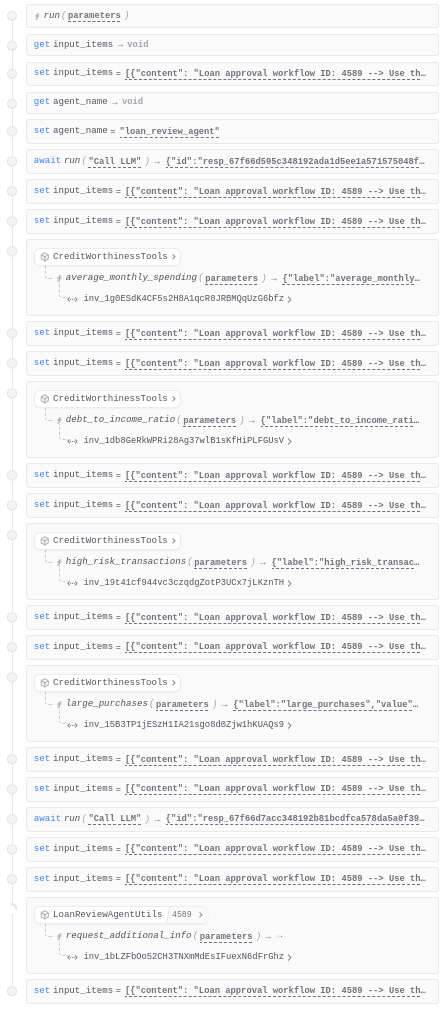 run(parameters)
get input_items → void
set input_items = [{"content": "Loan approval workflow ID: 4589 --> Use th…
get agent_name → void
set agent_name = "loan_review_agent"
await run("Call LLM") → {"id":"resp_67f66d595c348192ada1d5ee1a571575048f…
set input_items = [{"content": "Loan approval workflow ID: 4589 --> Use th…
set input_items = [{"content": "Loan approval workflow ID: 4589 --> Use th…
CreditWorthinessTools
average_monthly_spending(parameters) → {"label":"average_monthly…
inv_1g0ESdK4CF5s2H8A1qcR8JRBMQqUzG6bfz
set input_items = [{"content": "Loan approval workflow ID: 4589 --> Use th…
set input_items = [{"content": "Loan approval workflow ID: 4589 --> Use th…
CreditWorthinessTools
debt_to_income_ratio(parameters) → {"label":"debt_to_income_rati…
inv_1db8GeRkWPRi28Ag37wlB1sKfHiPLFGUsV
set input_items = [{"content": "Loan approval workflow ID: 4589 --> Use th…
set input_items = [{"content": "Loan approval workflow ID: 4589 --> Use th…
CreditWorthinessTools
high_risk_transactions(parameters) → {"label":"high_risk_transac…
inv_19t41cf944vc3czqdgZotP3UCx7jLKznTH
set input_items = [{"content": "Loan approval workflow ID: 4589 --> Use th…
set input_items = [{"content": "Loan approval workflow ID: 4589 --> Use th…
CreditWorthinessTools
large_purchases(parameters) → {"label":"large_purchases","value"…
inv_15B3TP1jESzH1IA21sgo8d0Zjw1hKUAQs9
set input_items = [{"content": "Loan approval workflow ID: 4589 --> Use th…
set input_items = [{"content": "Loan approval workflow ID: 4589 --> Use th…
await run("Call LLM") → {"id":"resp_67f66d7acc348192b81bcdfca578da5a0f39…
set input_items = [{"content": "Loan approval workflow ID: 4589 --> Use th…
set input_items = [{"content": "Loan approval workflow ID: 4589 --> Use th…
LoanReviewAgentUtils 4589
request_additional_info(parameters) →
inv_1bLZFbOo52CH3TNXmMdEsIFuexN6dFrGhz
set input_items = [{"content": "Loan approval workflow ID: 4589 --> Use th…